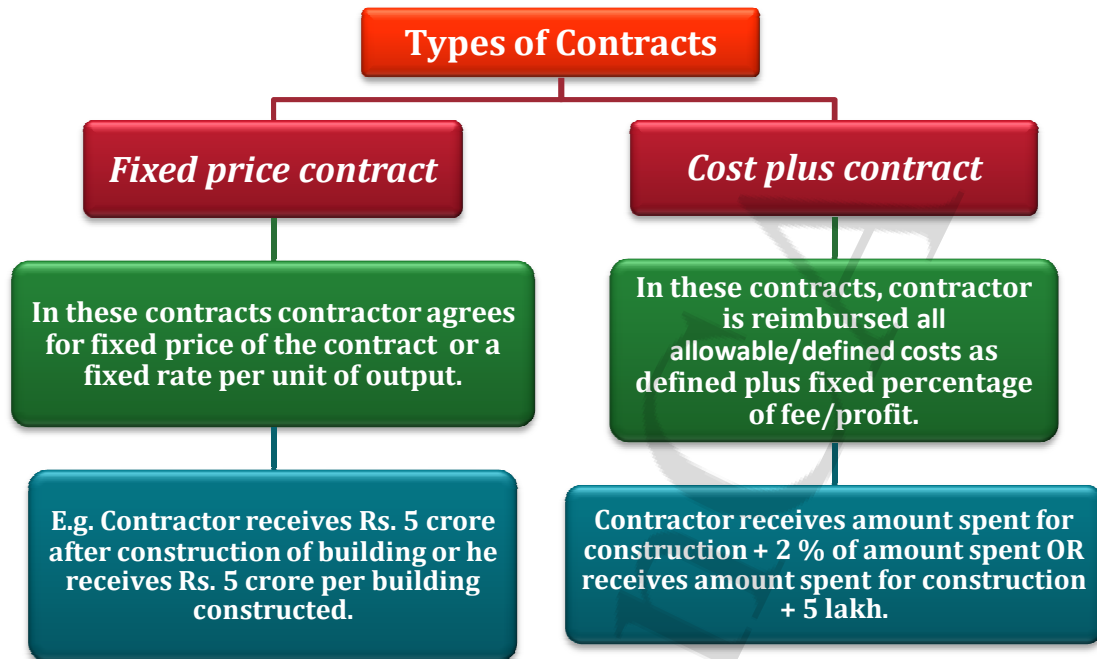 Types of Contracts
Fixed price contract
In these contracts contractor agrees
for fixed price of the contract or a
fixed rate per unit of output.
E.g. Contractor receives Rs. 5 crore
after construction of building or he
receives Rs. 5 crore per building
constructed.
Cost plus contract
In these contracts, contractor
is reimbursed all
allowable/defined costs as
defined plus fixed percentage
of fee/profit.
Contractor receives amount spent for
construction + 2 % of amount spent OR
receives amount spent for construction
+ 5 lakh.